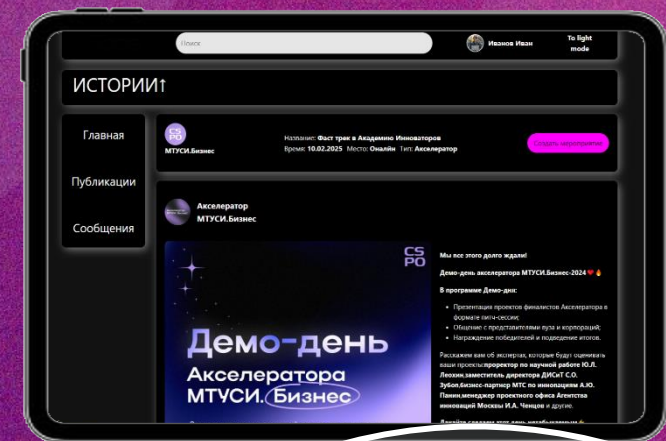 Поиск
Иванов Иван
To light
mode
ИСТОРИИ↑
Главная
Публикации
Сообщения
CS
PO
МТУСИ.Бизнес
Название: Фаст трек в Академию Инноваторов
Время: 10.02.2025 Место: Онлайн Тип: Акселератор
Создать мероприятие
Акселератор
МТУСИ.Бизнес
CS
PO
Демо-день
Акселератора
МТУСИ.Бизнес
Мы все этого долго ждали!
Демо-день акселератора МТУСИ.Бизнес-2024❤️🔥
В программе Демо-дня:
• Презентация проектов финалистов Акселератора в
формате питч-сессии;
• Общение с представителями вуза и корпораций;
• Награждение победителей и подведение итогов.
Расскажем вам об экспертах, которые будут оценивать
ваши проекты:проректор по научной работе Ю.Л.
Леохин,заместитель директора ДИСиТ С.О.
Зубов,бизнес-партнер МТС по инновациям А.Ю.
Панин,менеджер проектного офиса Агентства
инноваций Москвы И.А. Ченцов и другие.